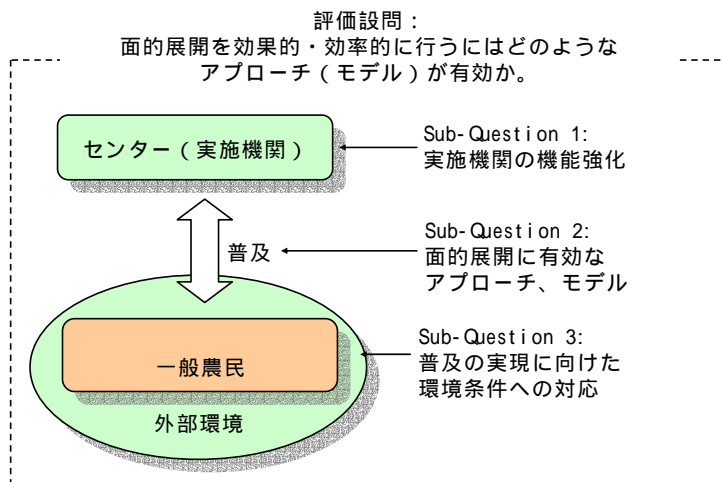 評価設問：
面的展開を効果的・効率的に行うにはどのような
アプローチ（モデル）が有効か。
センター（実施機関）
Sub-Question 1:
実施機関の機能強化
普及
Sub-Question 2:
面的展開に有効な
アプローチ、モデル
一般農民
外部環境
Sub-Question 3:
普及の実現に向けた
環境条件への対応